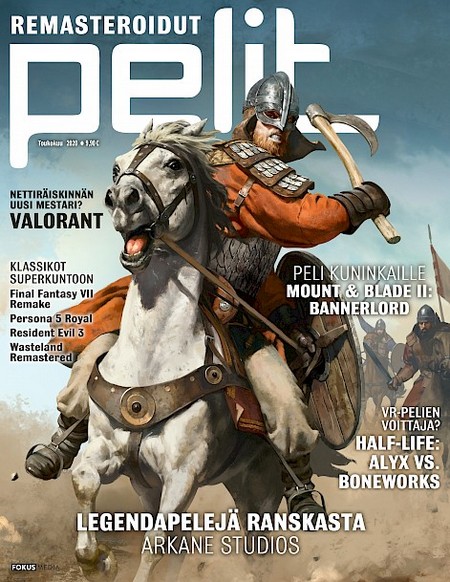 REMASTEROIDUT
pelit
Toukokuu 2020 ● 9,90 €
NETTIRÄISKINNÄN
UUSI MESTARI?
VALORANT
KLASSIKOT
SUPERKUNTOON
Final Fantasy VII
Remake
Persona 5 Royal
Resident Evil 3
Wasteland
Remastered
PELI KUNINKAILLE
MOUNT & BLADE II:
BANNERLORD
VR-PELIEN
VOITTAJA?
HALF-LIFE:
ALYX VS.
BONEWORKS
LEGENDAPELEJÄ RANSKASTA
ARKANE STUDIOS
FOKUSMEDIA